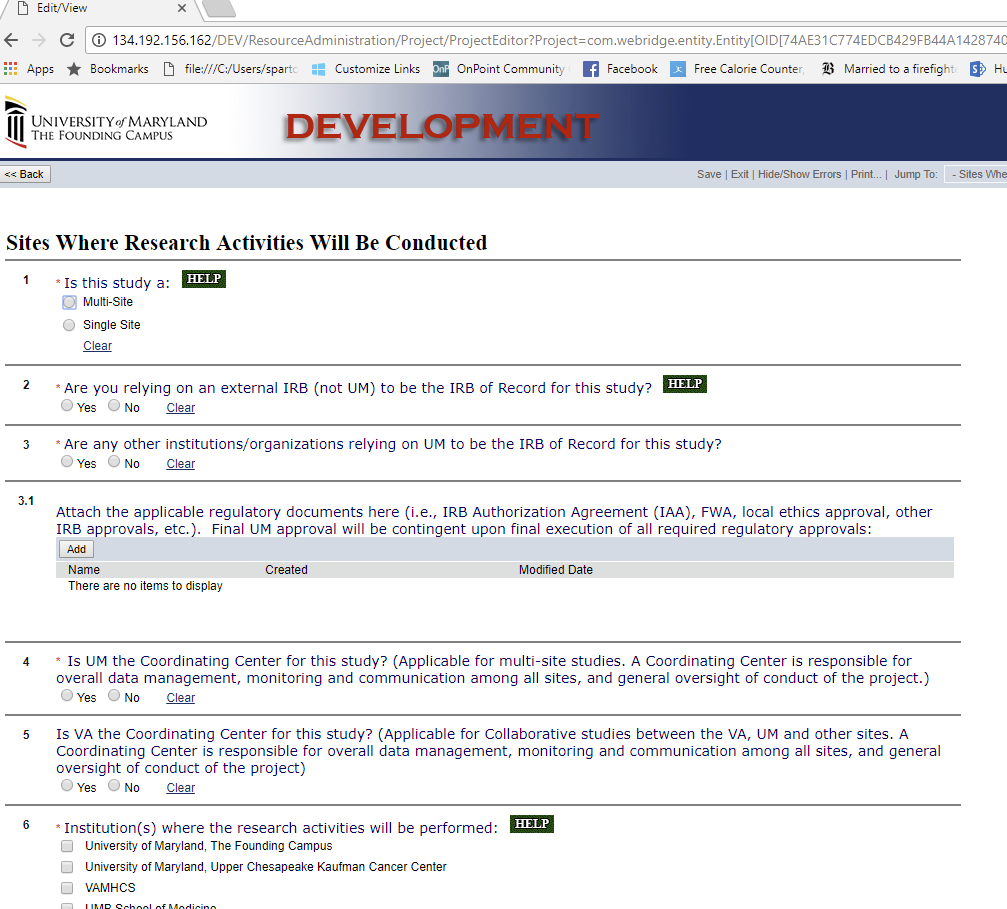 Edit/View
134.192.156.162/DEV/ResourceAdministration/Project/ProjectEditor?Project=com.webridge.entity.Entity[OID[74AE31C774EDCB429FB44A1428740
Apps Bookmarks file:///C:/Users/spartc Customize Links OnP OnPoint Community Facebook Free Calorie Counter, Married to a firefight Hu
UNIVERSITY of MARYLAND
THE FOUNDING CAMPUS
DEVELOPMENT
<< Back Save | Exit | Hide/Show Errors | Print... | Jump To: - Sites Whe
Sites Where Research Activities Will Be Conducted
1 * Is this study a: HELP
Multi-Site
Single Site
Clear
2 * Are you relying on an external IRB (not UM) to be the IRB of Record for this study? HELP
Yes No Clear
3 * Are any other institutions/organizations relying on UM to be the IRB of Record for this study?
Yes No Clear
3.1
Attach the applicable regulatory documents here (i.e., IRB Authorization Agreement (IAA), FWA, local ethics approval, other
IRB approvals, etc.). Final UM approval will be contingent upon final execution of all required regulatory approvals:
Add
Name Created Modified Date
There are no items to display
4 * Is UM the Coordinating Center for this study? (Applicable for multi-site studies. A Coordinating Center is responsible for
overall data management, monitoring and communication among all sites, and general oversight of conduct of the project.)
Yes No Clear
5 Is VA the Coordinating Center for this study? (Applicable for Collaborative studies between the VA, UM and other sites. A
Coordinating Center is responsible for overall data management, monitoring and communication among all sites, and general
oversight of conduct of the project)
Yes No Clear
6 * Institution(s) where the research activities will be performed: HELP
University of Maryland, The Founding Campus
University of Maryland, Upper Chesapeake Kaufman Cancer Center
VAMHCS
UMB School of Medicine